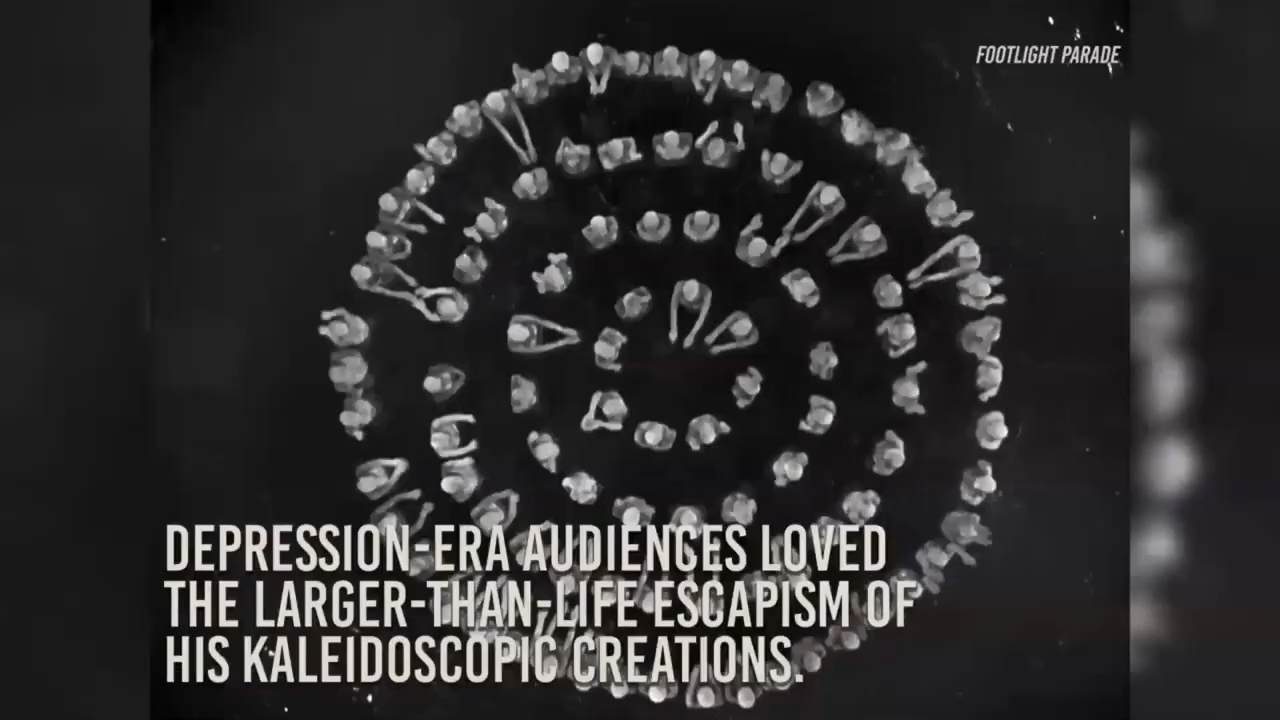 FOOTLIGHT PARADE
DEPRESSION-ERA AUDIENCES LOVED
THE LARGER-THAN-LIFE ESCAPISM OF
HIS KALEIDOSCOPIC CREATIONS.